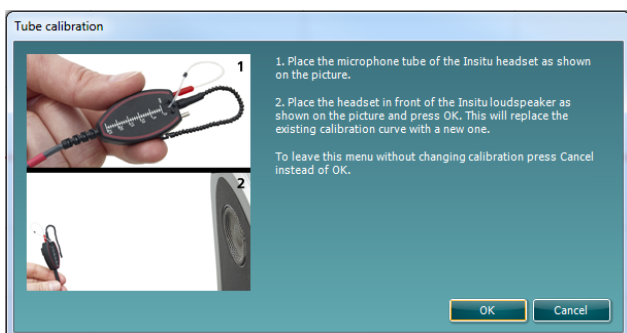 Tube calibration
1
1. Place the microphone tube of the Insitu headset as shown
on the picture.
2. Place the headset in front of the Insitu loudspeaker as
shown on the picture and press OK. This will replace the
existing calibration curve with a new one.
To leave this menu without changing calibration press Cancel
instead of OK.
2
OK Cancel